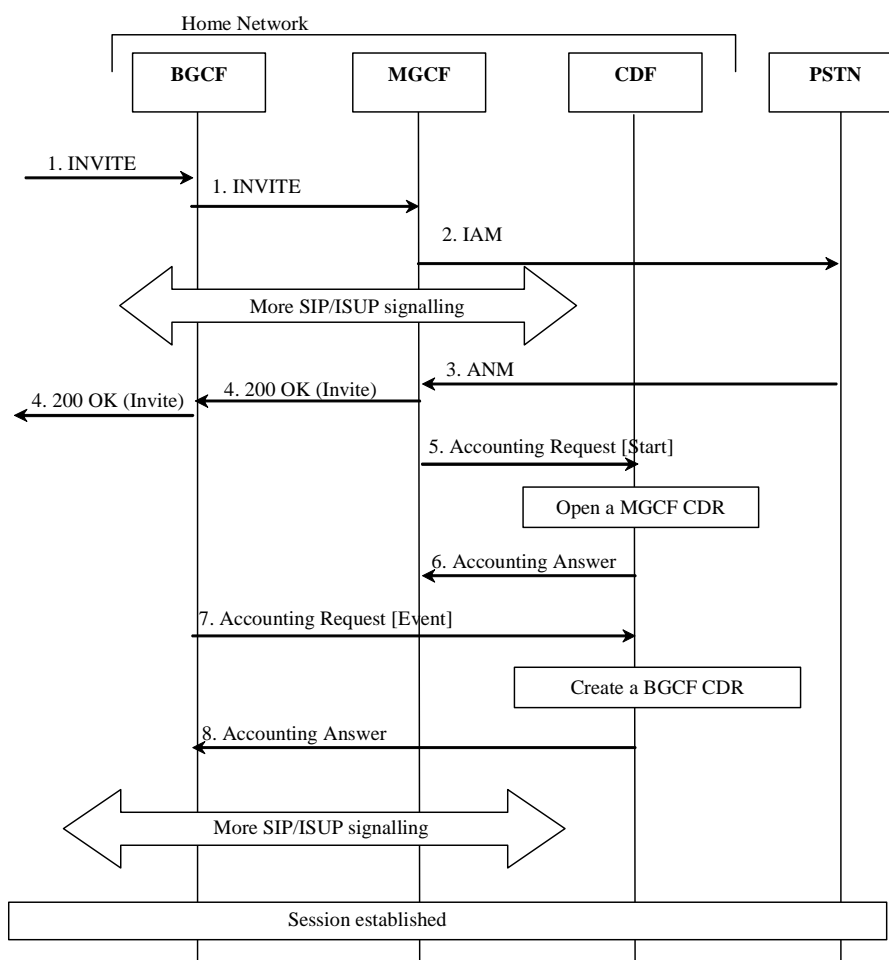 Home Network
BGCF
MGCF
CDF
PSTN
1. INVITE
1. INVITE
2. IAM
More SIP/ISUP signalling
3. ANM
4. 200 OK (Invite)
4. 200 OK (Invite)
5. Accounting Request [Start]
Open a MGCF CDR
6. Accounting Answer
7. Accounting Request [Event]
Create a BGCF CDR
8. Accounting Answer
More SIP/ISUP signalling
Session established